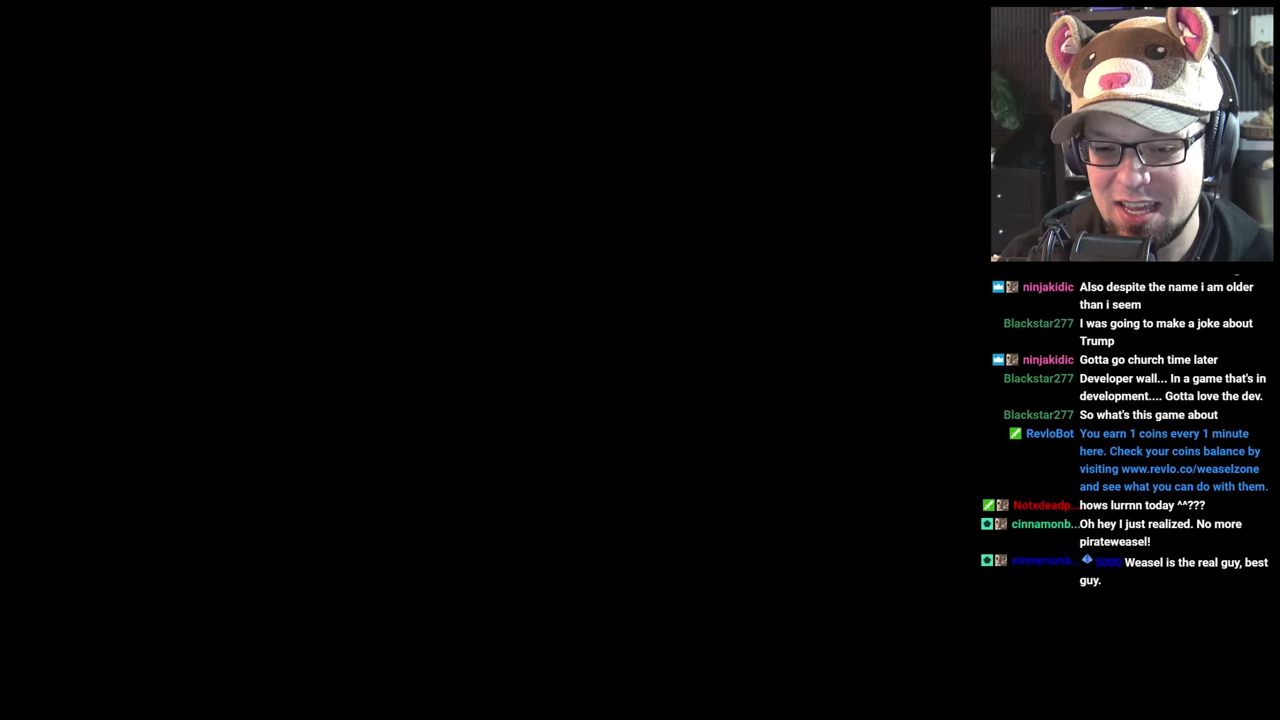 ninjakidic Also despite the name i am older
than i seem
Blackstar277 I was going to make a joke about
Trump
ninjakidic Gotta go church time later
Blackstar277 Developer wall... In a game that's in
development.... Gotta love the dev.
Blackstar277 So what's this game about
RevloBot You earn 1 coins every 1 minute
here. Check your coins balance by
visiting www.revlo.co/weaselzone
and see what you can do with them.
Notxdeadp... hows lurrnn today ^^???
cinnamonb... Oh hey I just realized. No more
pirateweasel!
cinnamonb... 5000 Weasel is the real guy, best
guy.